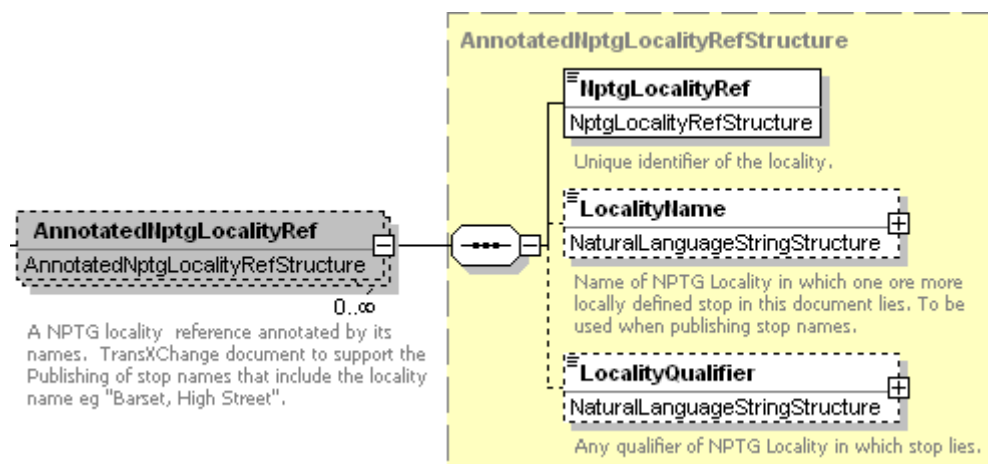 AnnotatedNptgLocalityRefStructure
NptgLocalityRef
NptgLocalityRefStructure
Unique identifier of the locality.
LocalityName
NaturalLanguageStringStructure
Name of NPTG Locality in which one ore more
locally defined stop in this document lies. To be
used when publishing stop names.
AnnotatedNptgLocalityRef
AnnotatedNptgLocalityRefStructure
0..∞
A NPTG locality  reference annotated by its
names.  TransXChange document to support the
Publishing of stop names that include the locality
name eg "Barset, High Street".
LocalityQualifier
NaturalLanguageStringStructure
Any qualifier of NPTG Locality in which stop lies.